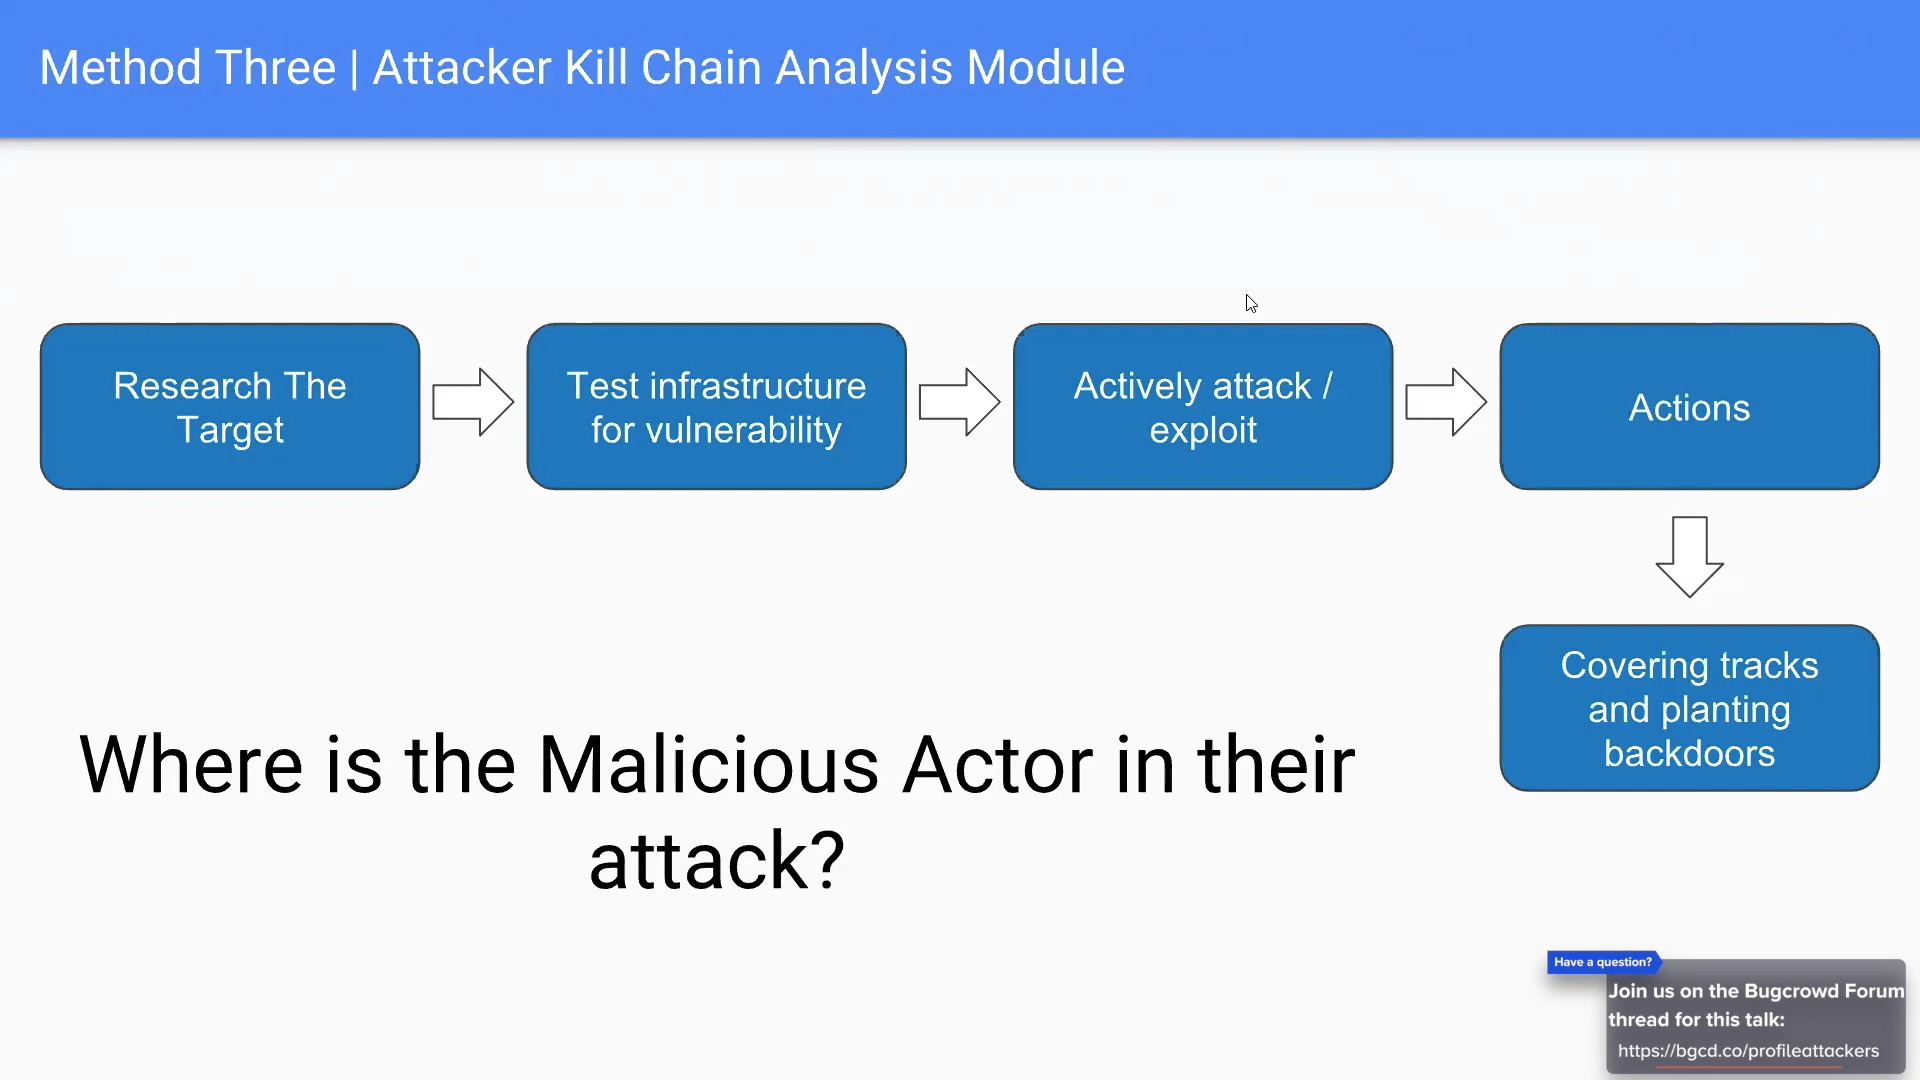 Method Three | Attacker Kill Chain Analysis Module
Research The
Target
Test infrastructure
for vulnerability
Actively attack /
exploit
Actions
Covering tracks
and planting
backdoors
Where is the Malicious Actor in their
attack?
Have a question?
Join us on the Bugcrowd Forum
thread for this talk:
https://bgcd.co/profileattackers